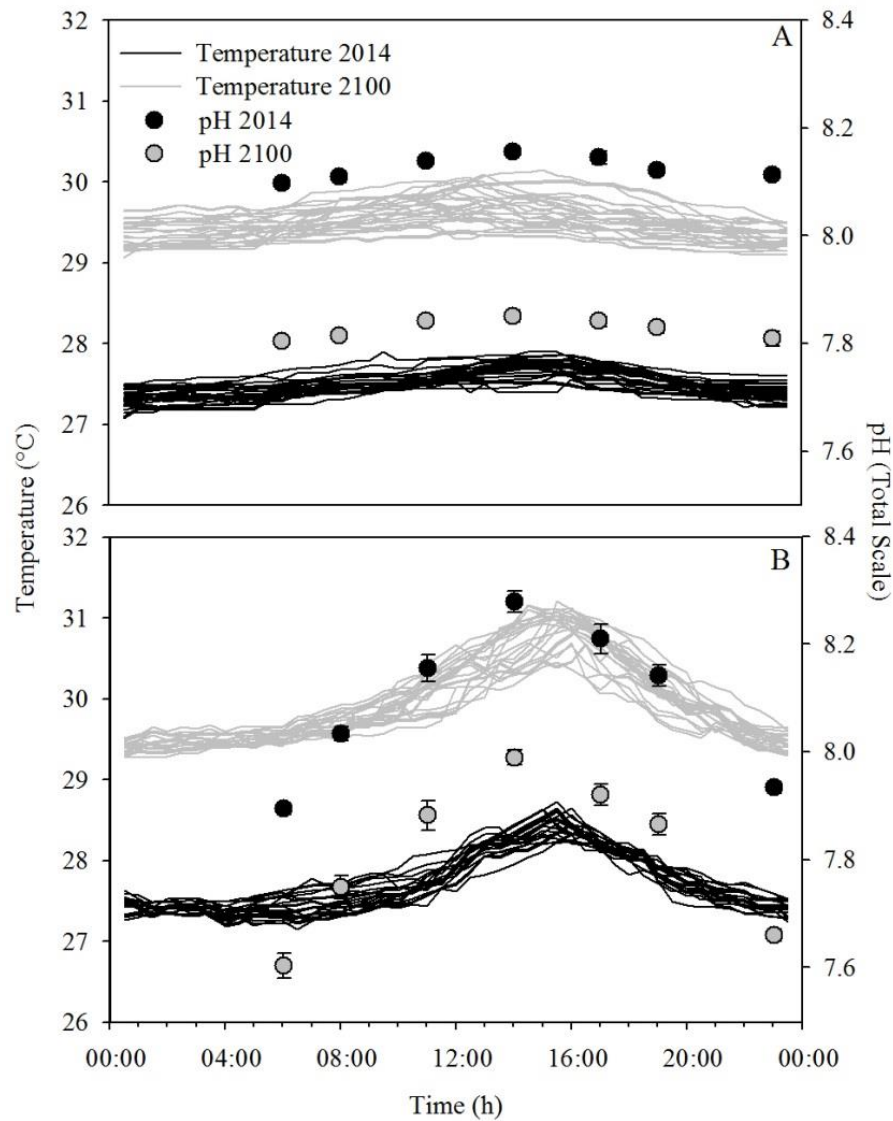 A
Temperature 2014
Temperature 2100
pH 2014
pH 2100
32
31
30
29
28
27
26
8.4
8.2
8.0
7.8
7.6
B
32
31
30
29
28
27
26
8.4
8.2
8.0
7.8
7.6
Temperature (°C)
pH (Total Scale)
00:00 04:00 08:00 12:00 16:00 20:00 00:00
Time (h)